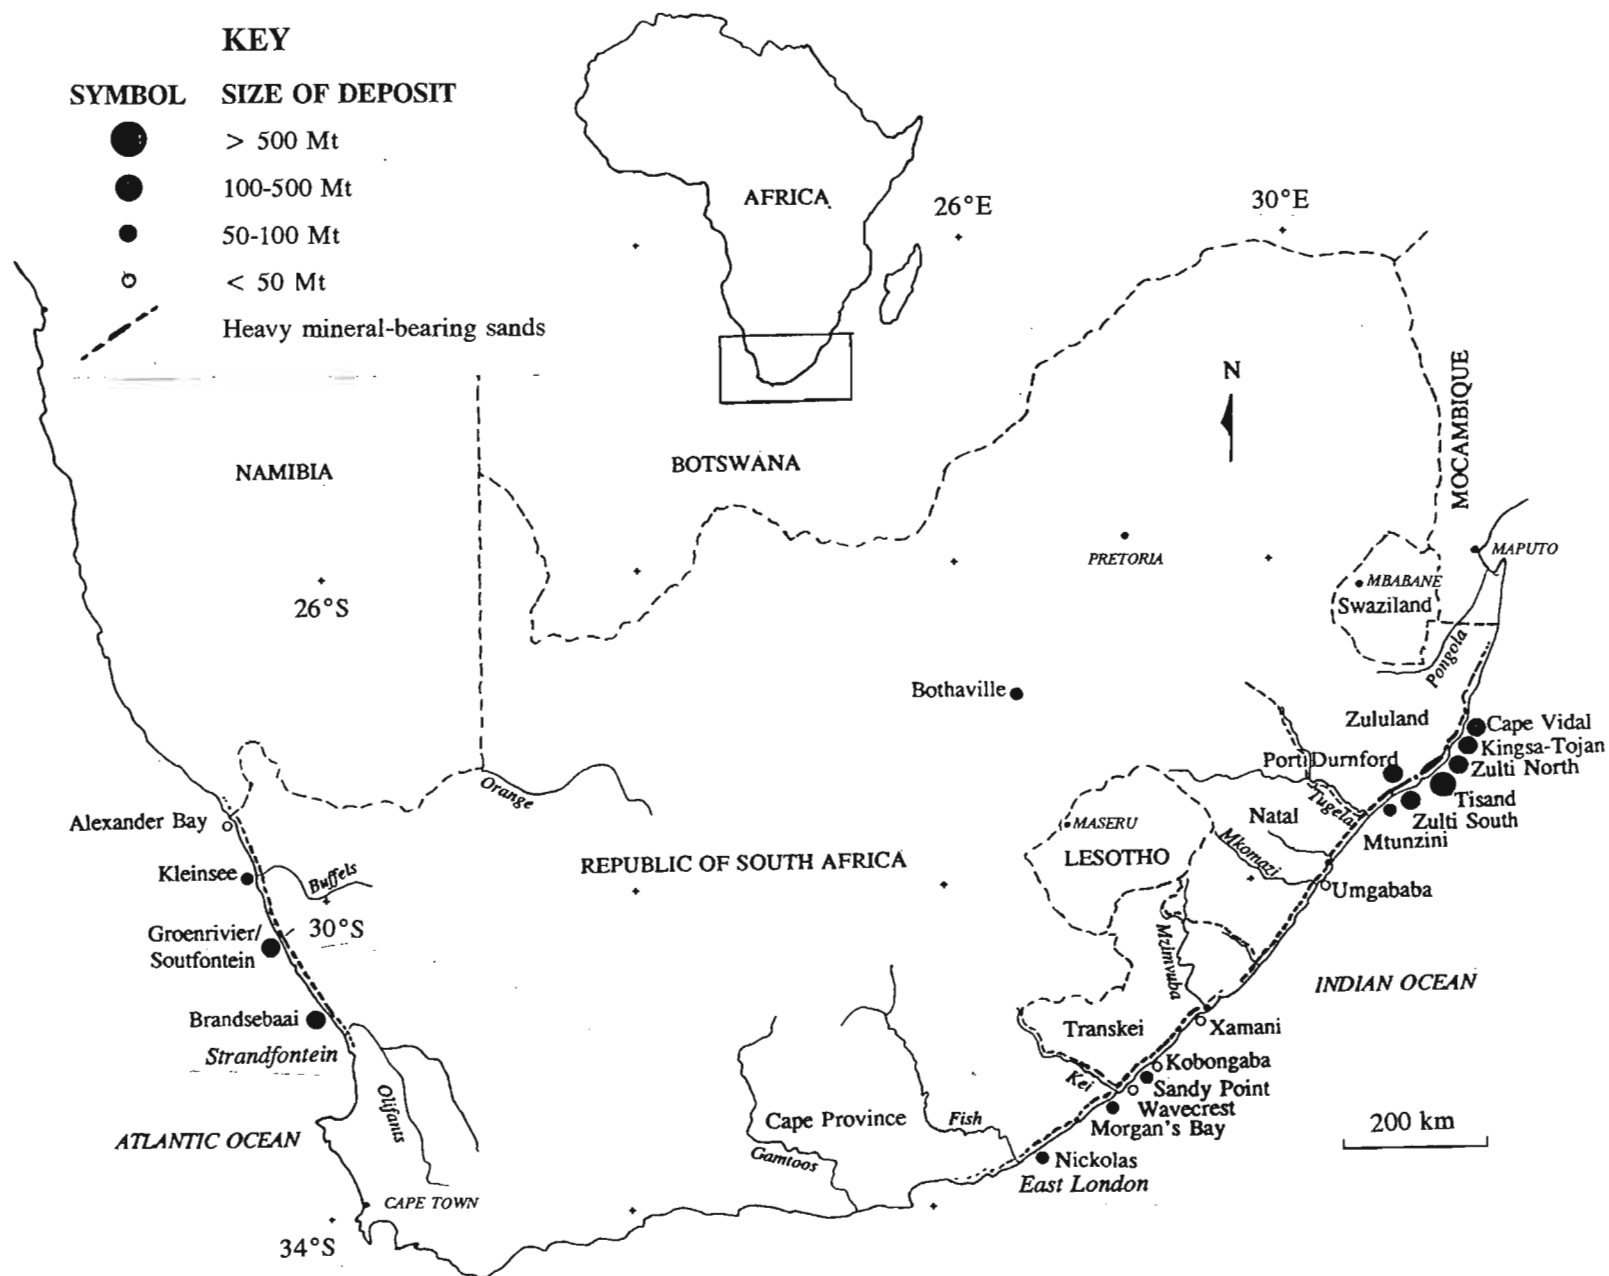 KEY
SYMBOL SIZE OF DEPOSIT
> 500 Mt
100-500 Mt
50-100 Mt
< 50 Mt
Heavy mineral-bearing sands
AFRICA
26°E
30°E
N
NAMIBIA
BOTSWANA
MOCAMBIQUE
PRETORIA
MAPUTO
MBABANE
Swaziland
26°S
Pongola
Bothaville
Zululand
Cape Vidal
Kingsa-Tojan
Port Durnford
Zulti North
Orange
Tugela
Tisand
Alexander Bay
MASERU
Natal
Zulti South
Mtunzini
LESOTHO
Mkomazi
REPUBLIC OF SOUTH AFRICA
Kleinsee
Buffels
Umgababa
30°S
Groenrivier/
Soutfontein
Mzimvuba
INDIAN OCEAN
Brandsebaai
Transkei
Xamani
Strandfontein
Kobongaba
Kei
Sandy Point
Olifants
Wavecrest
Cape Province
Fish
Morgan's Bay
200 km
ATLANTIC OCEAN
Gamtoos
Nickolas
East London
CAPE TOWN
34°S